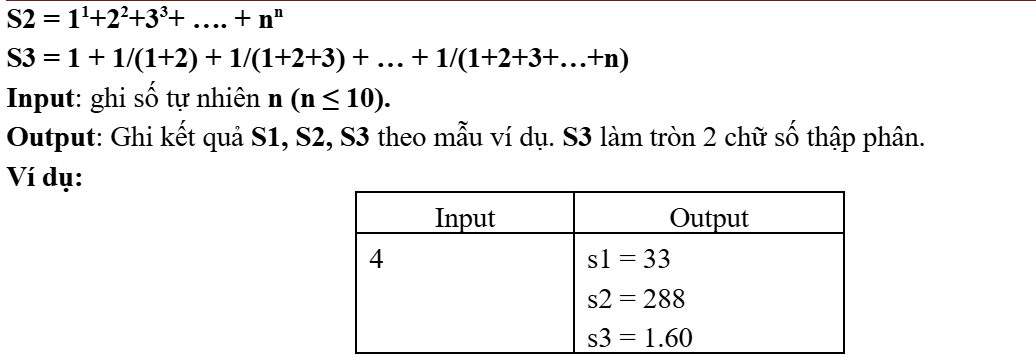 S2 = 1¹+2²+3³+ …. + nⁿ
S3 = 1 + 1/(1+2) + 1/(1+2+3) + … + 1/(1+2+3+…+n)
Input: ghi số tự nhiên n (n ≤ 10).
Output: Ghi kết quả S1, S2, S3 theo mẫu ví dụ. S3 làm tròn 2 chữ số thập phân.
Ví dụ:
Input Output
4 s1 = 33
s2 = 288
s3 = 1.60